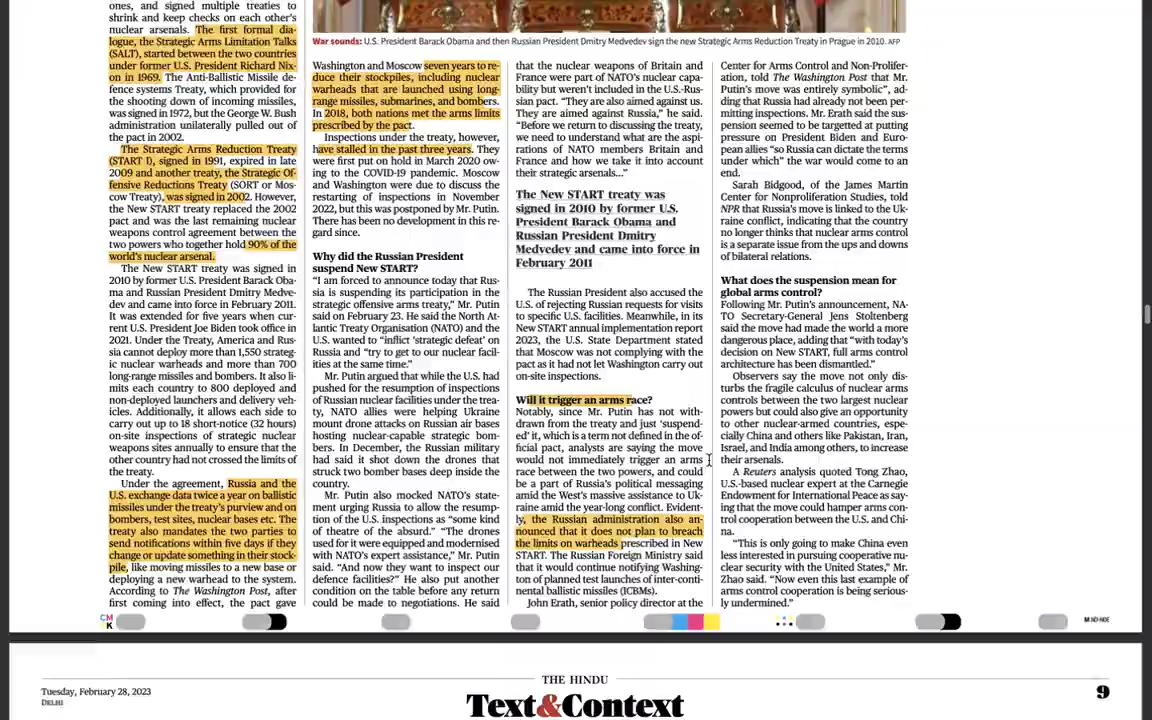 ones, and signed multiple treaties to
shrink and keep checks on each other's
nuclear arsenals. The first formal dia-
logue, the Strategic Arms Limitation Talks
(SALT), started between the two countries
under former U.S. President Richard Nix-
on in 1969. The Anti-Ballistic Missile de-
fence systems Treaty, which provided for
the shooting down of incoming missiles,
was signed in 1972, but the George W. Bush
administration unilaterally pulled out of
the pact in 2002.
The Strategic Arms Reduction Treaty
(START I), signed in 1991, expired in late
2009 and another treaty, the Strategic Of-
fensive Reductions Treaty (SORT or Mos-
cow Treaty), was signed in 2002. However,
the New START treaty replaced the 2002
pact and was the last remaining nuclear
weapons control agreement between the
two powers who together hold 90% of the
world's nuclear arsenal.
The New START treaty was signed in
2010 by former U.S. President Barack Oba-
ma and Russian President Dmitry Medve-
dev and came into force in February 2011.
It was extended for five years when cur-
rent U.S. President Joe Biden took office in
2021. Under the Treaty, America and Rus-
sia cannot deploy more than 1,550 strateg-
ic nuclear warheads and more than 700
long-range missiles and bombers. It also li-
mits each country to 800 deployed and
non-deployed launchers and delivery veh-
icles. Additionally, it allows each side to
carry out up to 18 short-notice (32 hours)
on-site inspections of strategic nuclear
weapons sites annually to ensure that the
other country had not crossed the limits of
the treaty.
Under the agreement, Russia and the
U.S. exchange data twice a year on ballistic
missiles under the treaty's purview and on
bombers, test sites, nuclear bases etc. The
treaty also mandates the two parties to
send notifications within five days if they
change or update something in their stock-
pile, like moving missiles to a new base or
deploying a new warhead to the system.
According to The Washington Post, after
first coming into effect, the pact gave
War sounds: U.S. President Barack Obama and then Russian President Dmitry Medvedev sign the new Strategic Arms Reduction Treaty in Prague in 2010. AFP
Washington and Moscow seven years to re-
duce their stockpiles, including nuclear
warheads that are launched using long-
range missiles, submarines, and bombers.
In 2018, both nations met the arms limits
prescribed by the pact.
Inspections under the treaty, however,
have stalled in the past three years. They
were first put on hold in March 2020 ow-
ing to the COVID-19 pandemic. Moscow
and Washington were due to discuss the
restarting of inspections in November
2022, but this was postponed by Mr. Putin.
There has been no development in this re-
gard since.
Why did the Russian President
suspend New START?
“I am forced to announce today that Rus-
sia is suspending its participation in the
strategic offensive arms treaty,” Mr. Putin
said on February 23. He said the North At-
lantic Treaty Organisation (NATO) and the
U.S. wanted to “inflict ‘strategic defeat’ on
Russia and “try to get to our nuclear facil-
ities at the same time.”
Mr. Putin argued that while the U.S. had
pushed for the resumption of inspections
of Russian nuclear facilities under the trea-
ty, NATO allies were helping Ukraine
mount drone attacks on Russian air bases
hosting nuclear-capable strategic bom-
bers. In December, the Russian military
had said it shot down the drones that
struck two bomber bases deep inside the
country.
Mr. Putin also mocked NATO's state-
ment urging Russia to allow the resump-
tion of the U.S. inspections as “some kind
of theatre of the absurd.” “The drones
used for it were equipped and modernised
with NATO's expert assistance,” Mr. Putin
said. “And now they want to inspect our
defence facilities?” He also put another
condition on the table before any return
could be made to negotiations. He said
that the nuclear weapons of Britain and
France were part of NATO's nuclear capa-
bility but weren't included in the U.S.-Rus-
sian pact. “They are also aimed against us.
They are aimed against Russia,” he said.
“Before we return to discussing the treaty,
we need to understand what are the aspi-
rations of NATO members Britain and
France and how we take it into account
their strategic arsenals...”
The New START treaty was
signed in 2010 by former U.S.
President Barack Obama and
Russian President Dmitry
Medvedev and came into force in
February 2011
The Russian President also accused the
U.S. of rejecting Russian requests for visits
to specific U.S. facilities. Meanwhile, in its
New START annual implementation report
2023, the U.S. State Department stated
that Moscow was not complying with the
pact as it had not let Washington carry out
on-site inspections.
Will it trigger an arms race?
Notably, since Mr. Putin has not with-
drawn from the treaty and just ‘suspend-
ed’ it, which is a term not defined in the of-
ficial pact, analysts are saying the move
would not immediately trigger an arms
race between the two powers, and could
be a part of Russia's political messaging
amid the West's massive assistance to Uk-
raine amid the year-long conflict. Evident-
ly, the Russian administration also an-
nounced that it does not plan to breach
the limits on warheads prescribed in New
START. The Russian Foreign Ministry said
that it would continue notifying Washing-
ton of planned test launches of inter-conti-
nental ballistic missiles (ICBMs).
John Erath, senior policy director at the
Center for Arms Control and Non-Prolifer-
ation, told The Washington Post that Mr.
Putin's move was entirely symbolic”, ad-
ding that Russia had already not been per-
mitting inspections. Mr. Erath said the sus-
pension seemed to be targetted at putting
pressure on President Biden and Euro-
pean allies “so Russia can dictate the terms
under which” the war would come to an
end.
Sarah Bidgood, of the James Martin
Center for Nonproliferation Studies, told
NPR that Russia's move is linked to the Uk-
raine conflict, indicating that the country
no longer thinks that nuclear arms control
is a separate issue from the ups and downs
of bilateral relations.
What does the suspension mean for
global arms control?
Following Mr. Putin's announcement, NA-
TO Secretary-General Jens Stoltenberg
said the move had made the world a more
dangerous place, adding that “with today's
decision on New START, full arms control
architecture has been dismantled.”
Observers say the move not only dis-
turbs the fragile calculus of nuclear arms
controls between the two largest nuclear
powers but could also give an opportunity
to other nuclear-armed countries, espe-
cially China and others like Pakistan, Iran,
Israel, and India among others, to increase
their arsenals.
A Reuters analysis quoted Tong Zhao,
U.S.-based nuclear expert at the Carnegie
Endowment for International Peace as say-
ing that the move could hamper arms con-
trol cooperation between the U.S. and Chi-
na.
“This is only going to make China even
less interested in pursuing cooperative nu-
clear security with the United States,” Mr.
Zhao said. “Now even this last example of
arms control cooperation is being serious-
ly undermined.”
CM
K
M ND-NDE
Tuesday, February 28, 2023
DELHI
THE HINDU
Text&Context
9